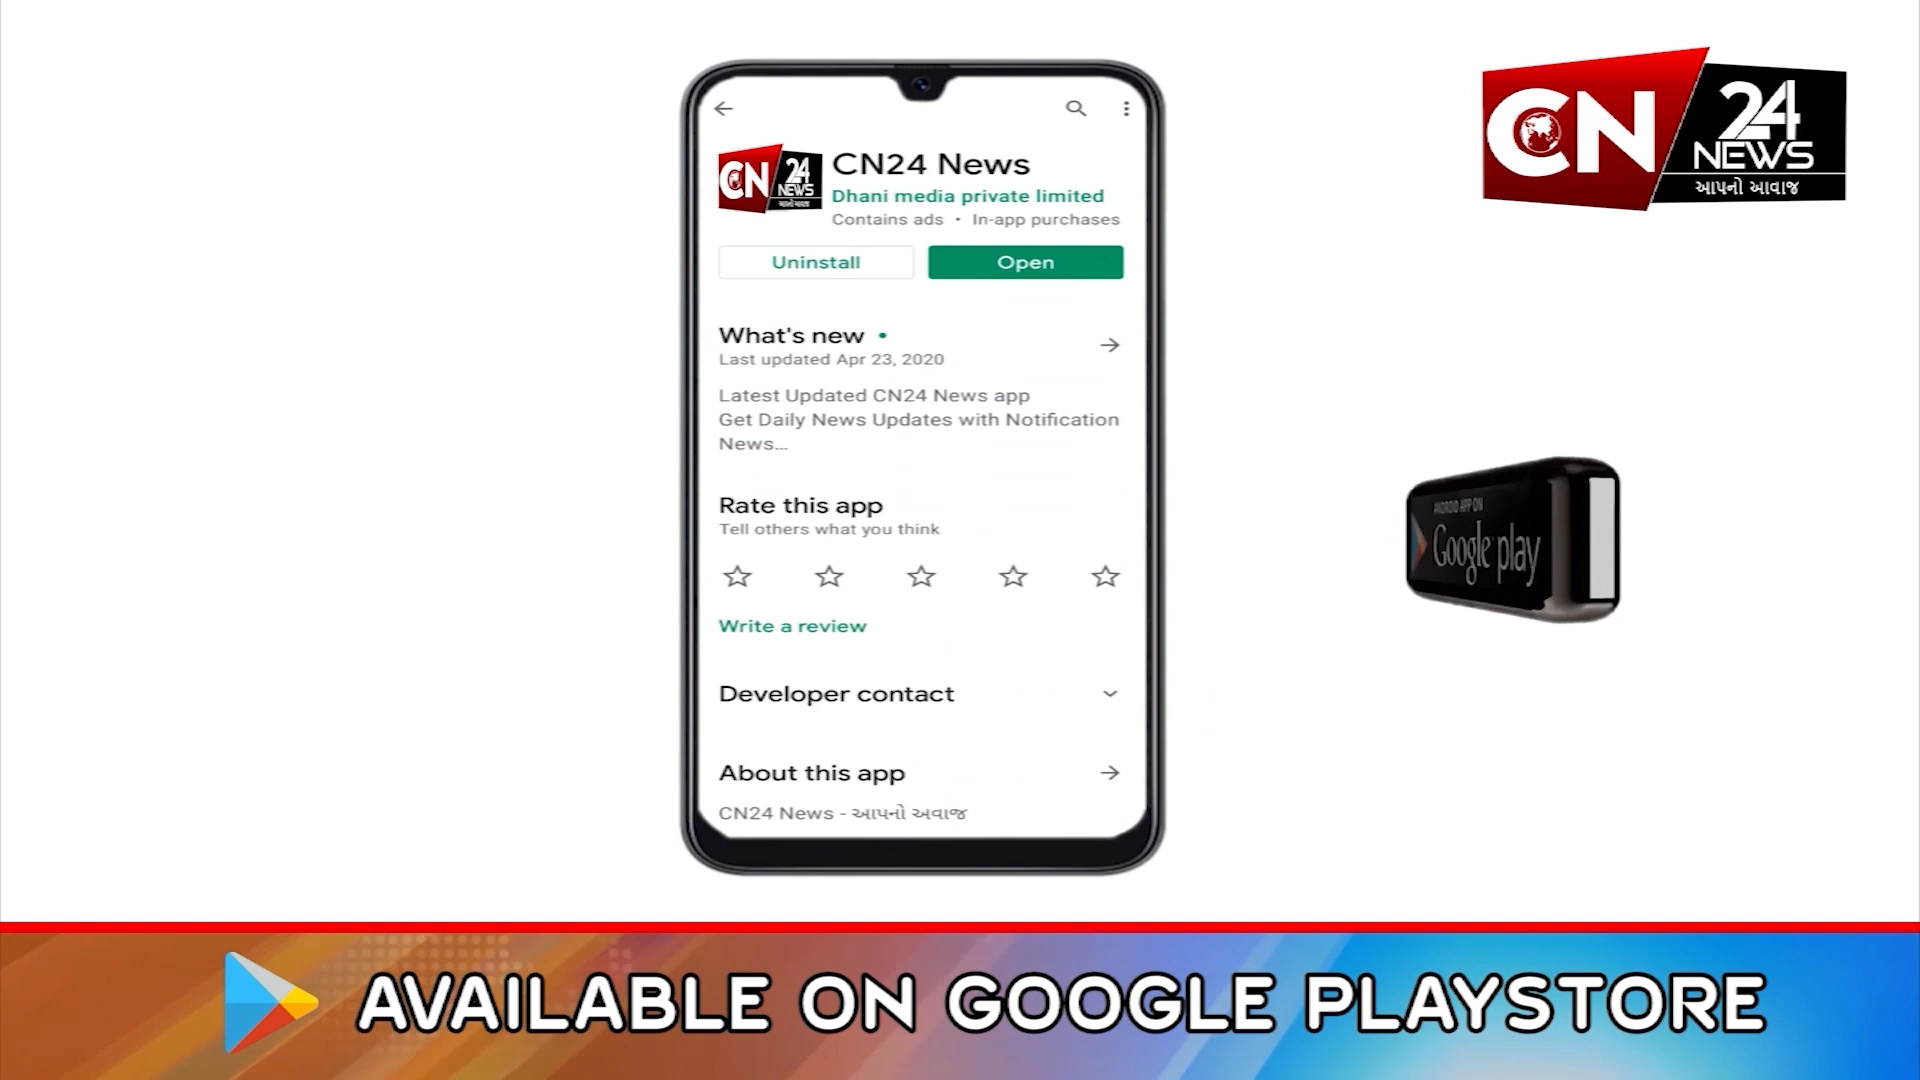 CN24 News
Dhani media private limited
Contains ads • In-app purchases
Uninstall
Open
What's new •
Last updated Apr 23, 2020
Latest Updated CN24 News app
Get Daily News Updates with Notification
News...
Rate this app
Tell others what you think
Write a review
Developer contact
About this app
CN24 News - આપનો અવાજ
CN 24 NEWS
CN
24
NEWS
આપનો અવાજ
ANDROID APP ON
Google play
AVAILABLE ON GOOGLE PLAYSTORE